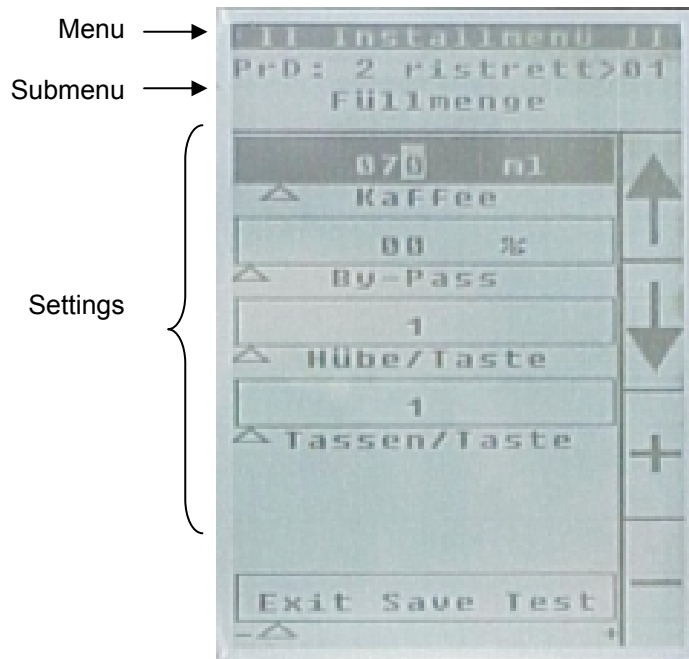 Menu
II Installmenü II
PrD: 2 ristrett>01
Submenu
Füllmenge
Settings
070 ml
Kaffee
00 %
By-Pass
1
Hübe/Taste
1
Tassen/Taste
+
-
Exit Save Test
- +